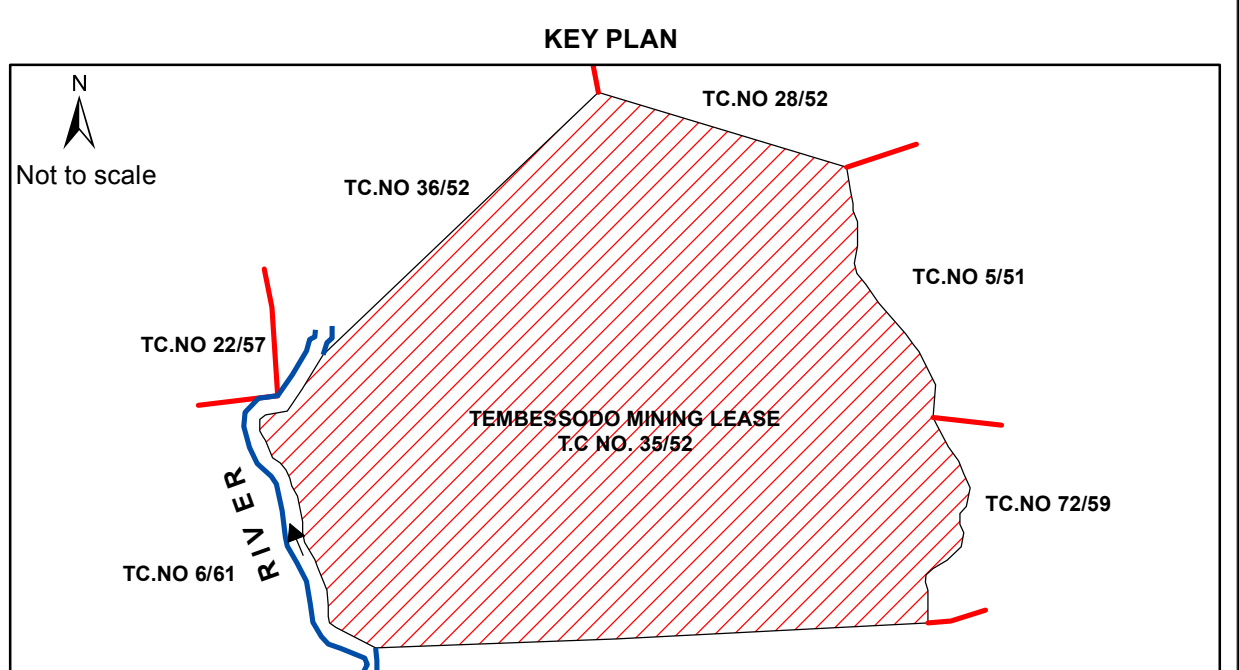 KEY PLAN
N
Not to scale
TC.NO 28/52
TC.NO 36/52
TC.NO 5/51
TC.NO 22/57
TEMBESSODO MINING LEASE
T.C NO. 35/52
RIVER
TC.NO 72/59
TC.NO 6/61